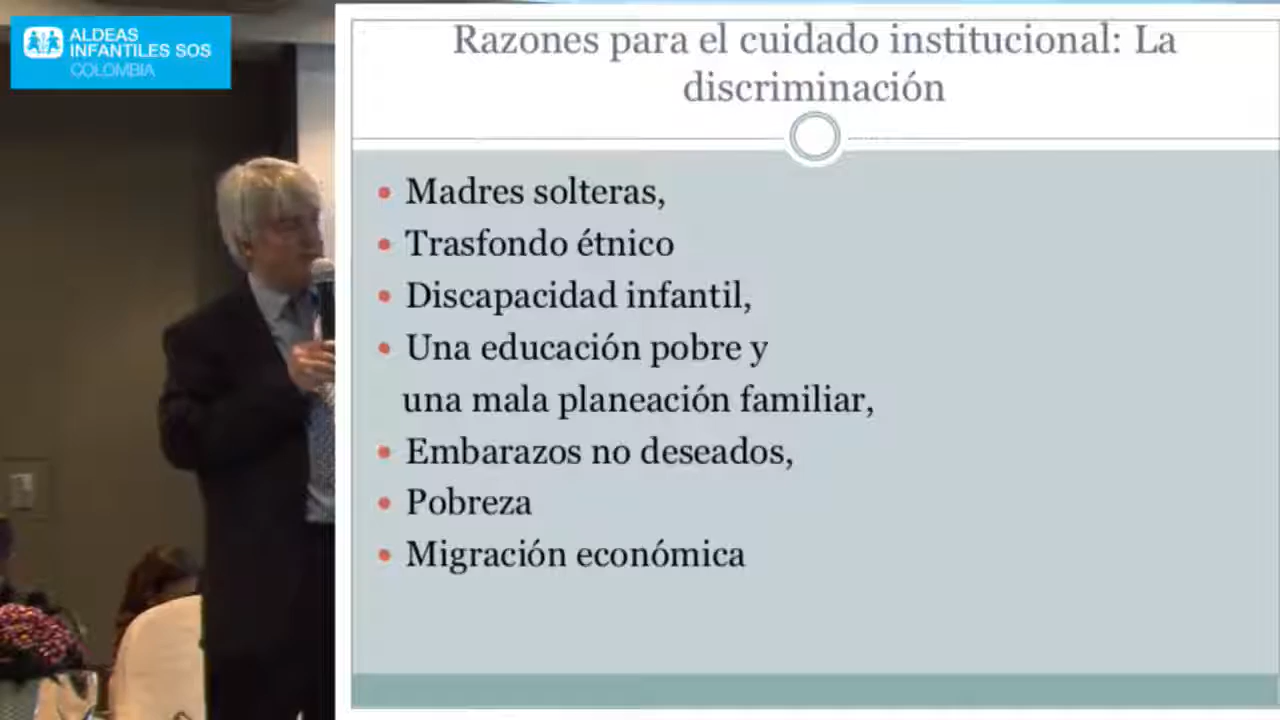 ALDEAS
INFANTILES SOS
COLOMBIA
Razones para el cuidado institucional: La
discriminación
Madres solteras,
Trasfondo étnico
Discapacidad infantil,
Una educación pobre y
una mala planeación familiar,
Embarazos no deseados,
Pobreza
Migración económica